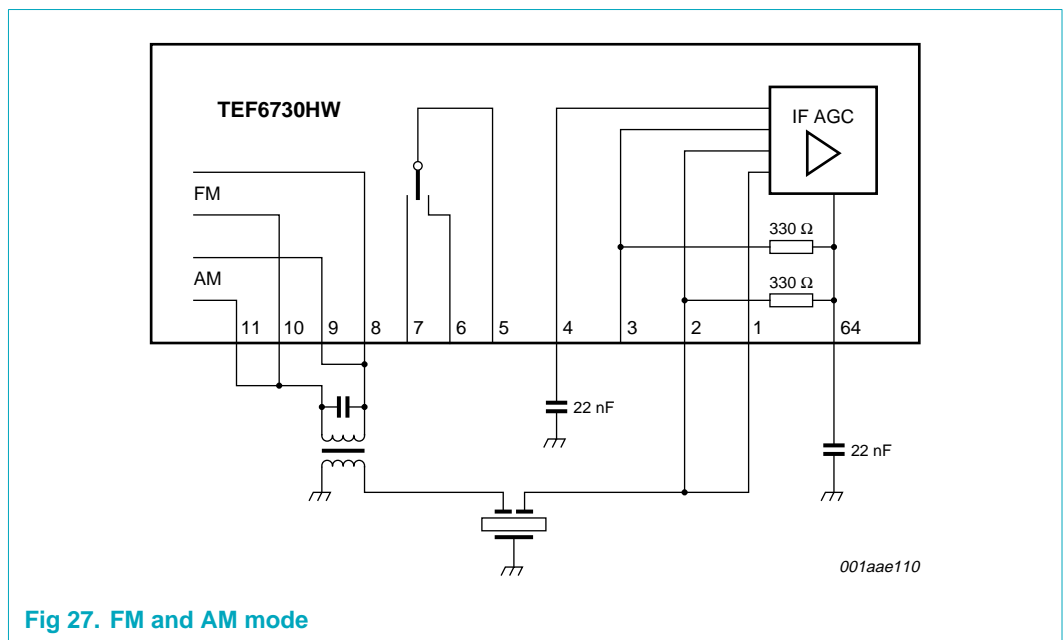 TEF6730HW
IF AGC
FM
330 Ω
AM
330 Ω
11 10 9 8 7 6 5 4 3 2 1 64
22 nF
22 nF
001aae110
Fig 27. FM and AM mode